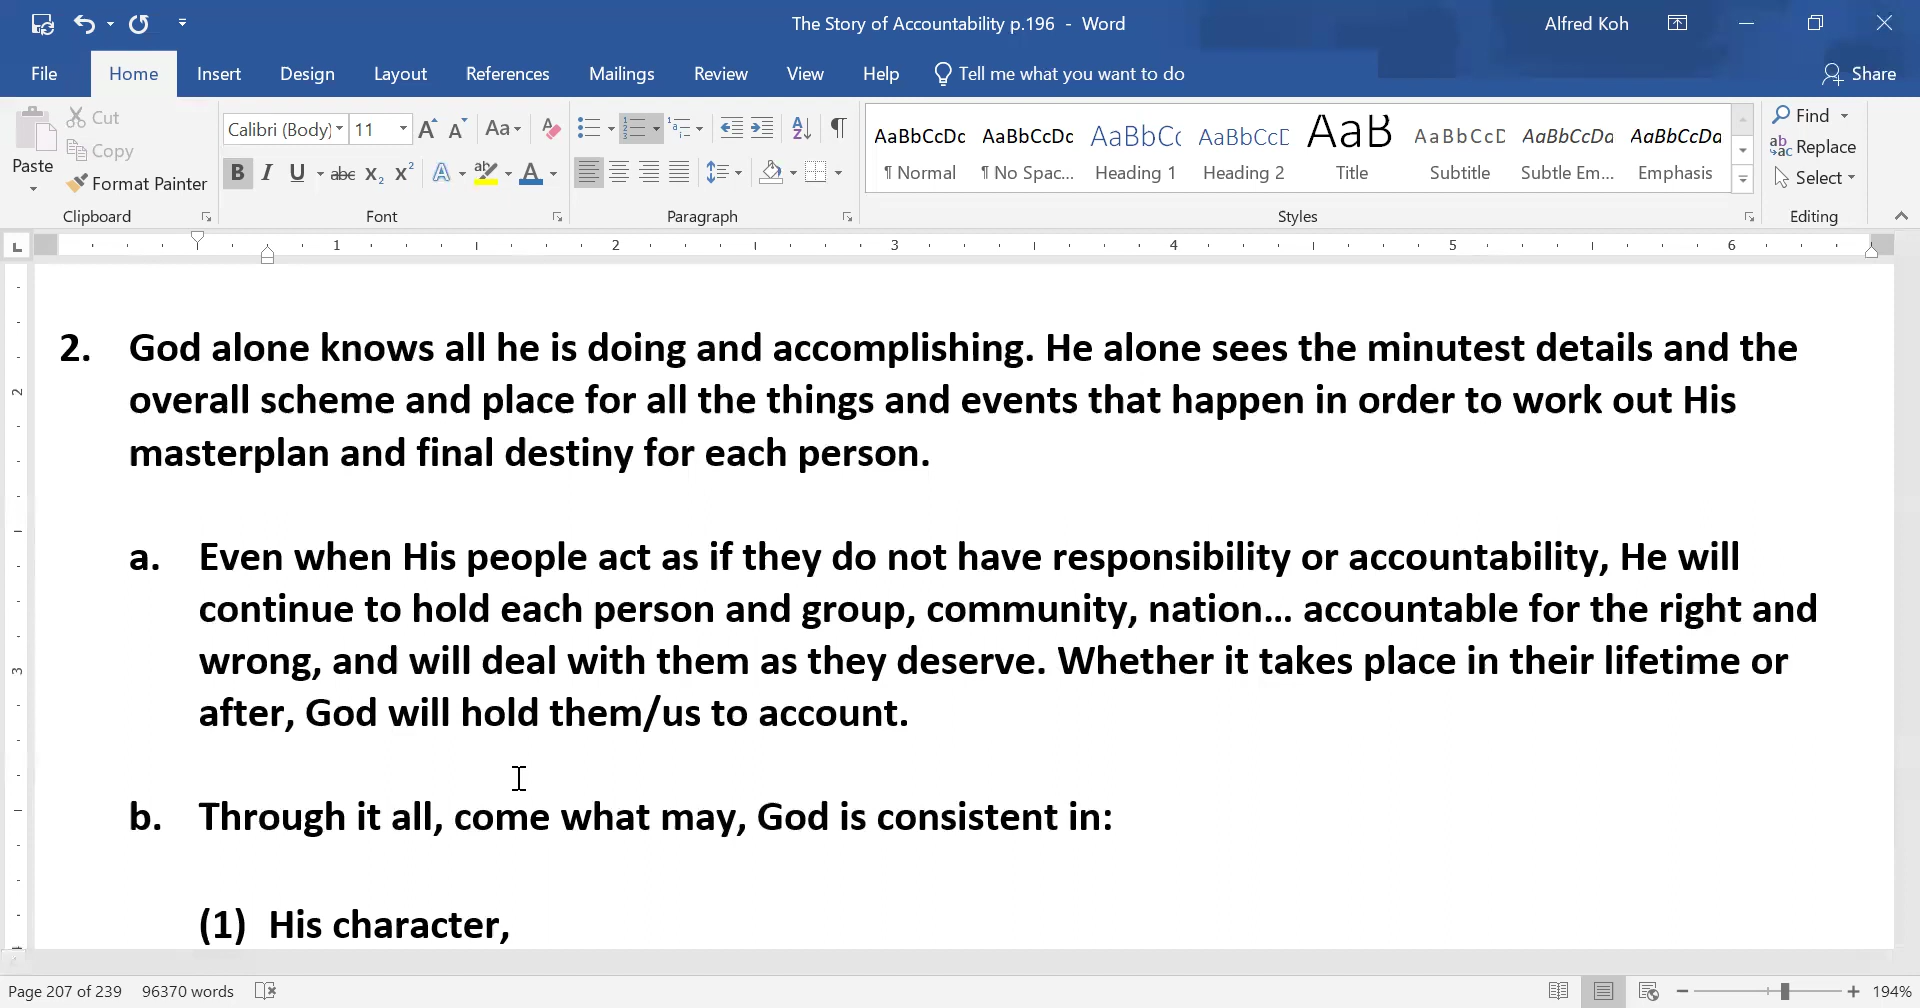 The Story of Accountability p.196 - Word
Alfred Koh
File Home Insert Design Layout References Mailings Review View Help Tell me what you want to do Share
Paste
Cut
Copy
Format Painter
Clipboard
Calibri (Body) 11
Font
Paragraph
AaBbCcDc AaBbCcDc AaBbC( AaBbCcE AaB AaBbCcD AaBbCcDa AaBbCcDa
¶ Normal ¶ No Spac... Heading 1 Heading 2 Title Subtitle Subtle Em... Emphasis
Styles
Find
Replace
Select
Editing
1 2 3 4 5 6
2. God alone knows all he is doing and accomplishing. He alone sees the minutest details and the
overall scheme and place for all the things and events that happen in order to work out His
masterplan and final destiny for each person.
a. Even when His people act as if they do not have responsibility or accountability, He will
continue to hold each person and group, community, nation... accountable for the right and
wrong, and will deal with them as they deserve. Whether it takes place in their lifetime or
after, God will hold them/us to account.
b. Through it all, come what may, God is consistent in:
(1) His character,
Page 207 of 239 96370 words 194%